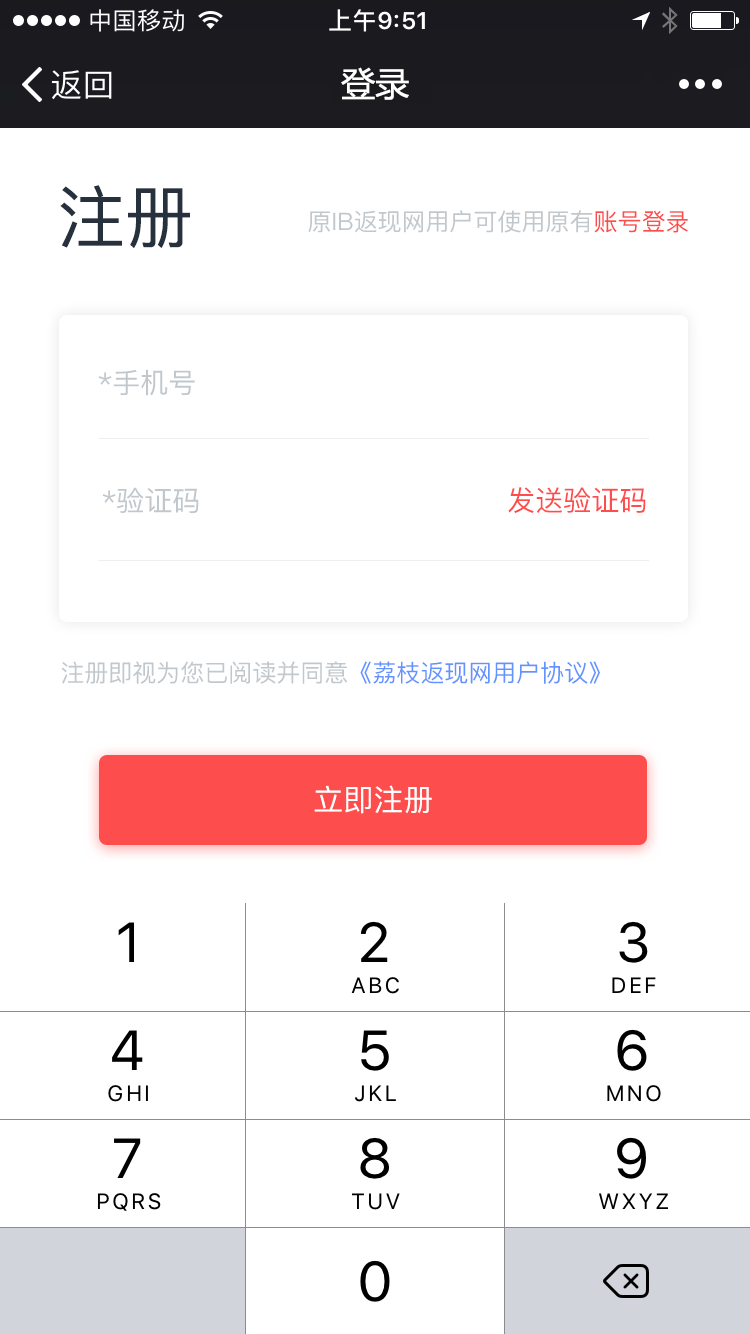 中国移动 上午9:51
返回 登录
注册 原IB返现网用户可使用原有账号登录
*手机号
*验证码 发送验证码
注册即视为您已阅读并同意《荔枝返现网用户协议》
立即注册
1 2 3
ABC DEF
4 5 6
GHI JKL MNO
7 8 9
PQRS TUV WXYZ
0